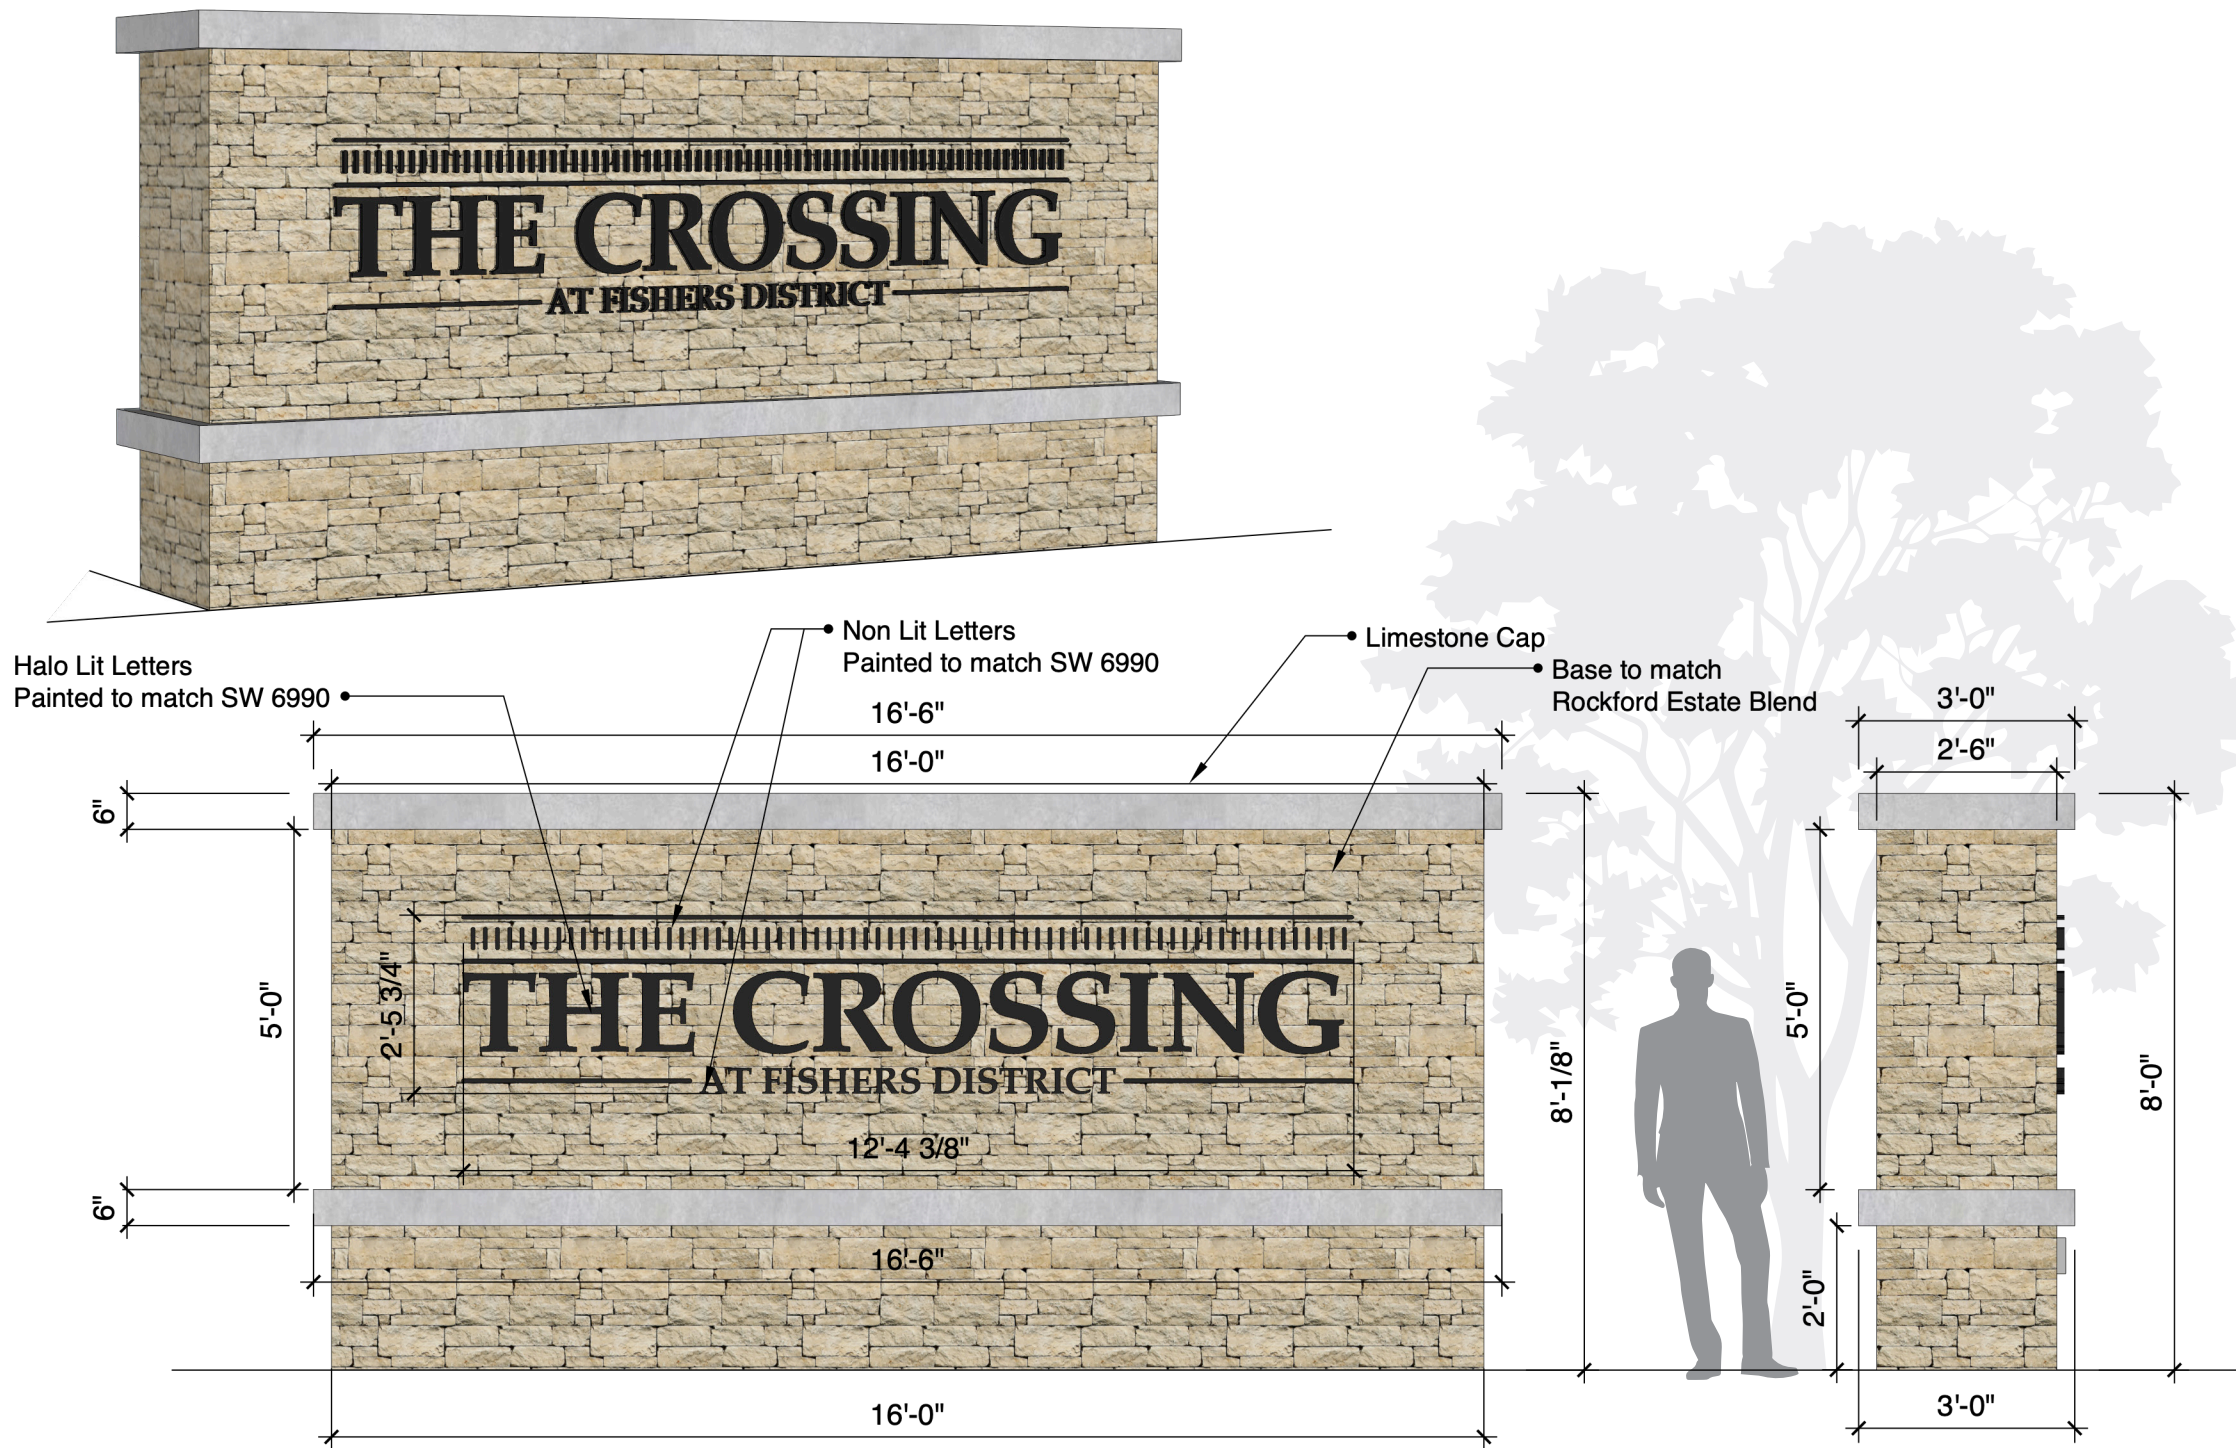 THE CROSSING
AT FISHERS DISTRICT
Non Lit Letters
Painted to match SW 6990
Limestone Cap
Halo Lit Letters
Painted to match SW 6990
Base to match
Rockford Estate Blend
16'-6"
16'-0"
3'-0"
2'-6"
6"
5'-0"
2'-5 3/4"
THE CROSSING
AT FISHERS DISTRICT
12'-4 3/8"
8'-1/8"
5'-0"
8'-0"
6"
16'-6"
2'-0"
16'-0"
3'-0"